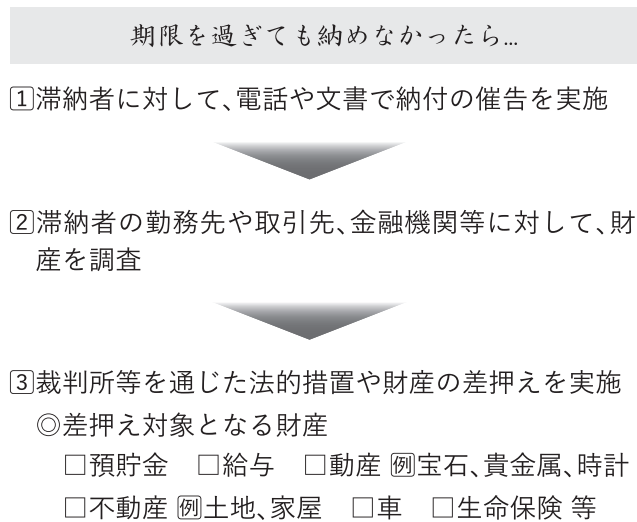 期限を過ぎても納めなかったら…
1滞納者に対して、電話や文書で納付の催告を実施
2滞納者の勤務先や取引先、金融機関等に対して、財
産を調査
3裁判所等を通じた法的措置や財産の差押えを実施
◎差押え対象となる財産
□預貯金　□給与　□動産 例宝石、貴金属、時計
□不動産 例土地、家屋　□車　□生命保険 等